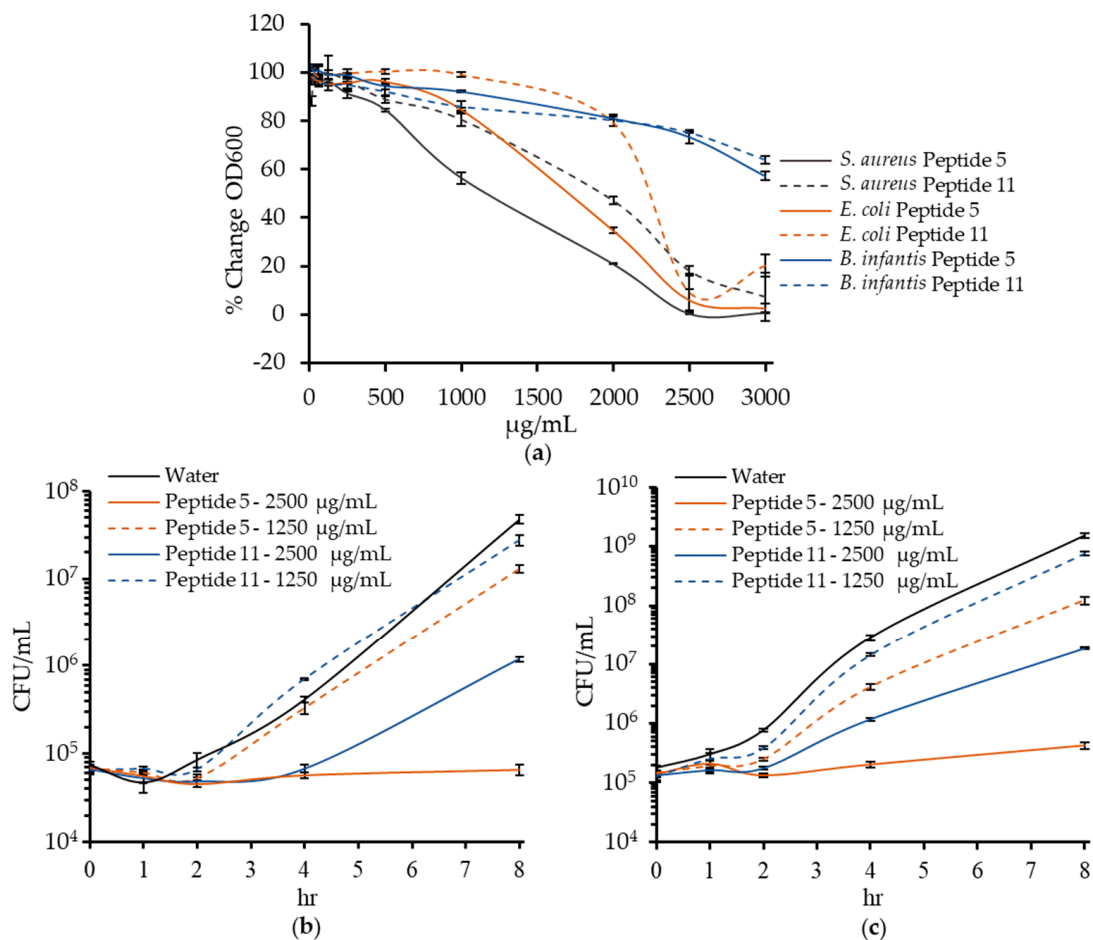 120
100
80
60
40
20
0
-20
% Change OD600
0 500 1000 1500 2000 2500 3000
µg/mL
S. aureus Peptide 5
S. aureus Peptide 11
E. coli Peptide 5
E. coli Peptide 11
B. infantis Peptide 5
B. infantis Peptide 11
(a)
Water
Peptide 5 - 2500 µg/mL
Peptide 5 - 1250 µg/mL
Peptide 11 - 2500 µg/mL
Peptide 11 - 1250 µg/mL
10⁸
10⁷
10⁶
10⁵
10⁴
CFU/mL
0 1 2 3 4 5 6 7 8
hr
(b)
Water
Peptide 5 - 2500 µg/mL
Peptide 5 - 1250 µg/mL
Peptide 11 - 2500 µg/mL
Peptide 11 - 1250 µg/mL
10¹⁰
10⁹
10⁸
10⁷
10⁶
10⁵
10⁴
CFU/mL
0 1 2 3 4 5 6 7 8
hr
(c)